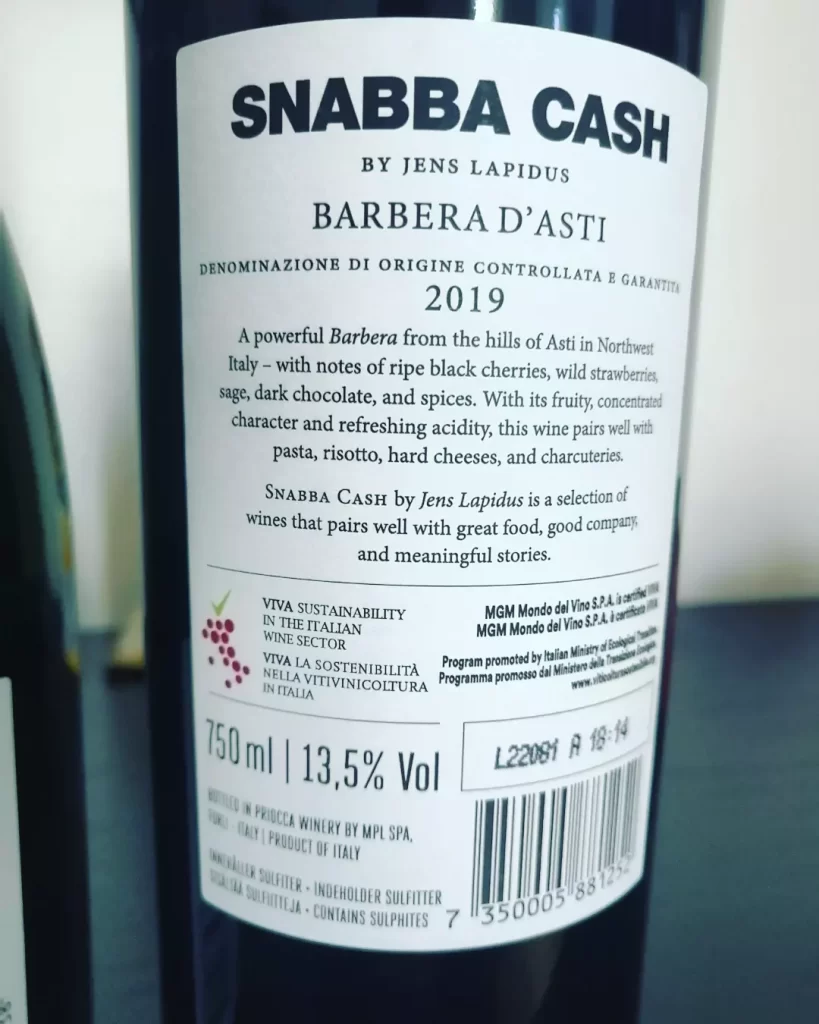 SNABBA CASH
BY JENS LAPIDUS
BARBERA D'ASTI
DENOMINAZIONE DI ORIGINE CONTROLLATA E GARANTITA
2019
A powerful Barbera from the hills of Asti in Northwest
Italy – with notes of ripe black cherries, wild strawberries,
sage, dark chocolate, and spices. With its fruity, concentrated
character and refreshing acidity, this wine pairs well with
pasta, risotto, hard cheeses, and charcuteries.
SNABBA CASH by Jens Lapidus is a selection of
wines that pairs well with great food, good company,
and meaningful stories.
VIVA SUSTAINABILITY
IN THE ITALIAN
WINE SECTOR
VIVA LA SOSTENIBILITÀ
NELLA VITIVINICOLTURA
IN ITALIA
MGM Mondo del Vino S.P.A. is certified VIVA
MGM Mondo del Vino S.P.A. è certificata VIVA
Program promoted by Italian Ministry of Ecological Transition
Programma promosso dal Ministero della Transizione Ecologica
750 ml | 13,5% Vol
L22081 A 18:14
BOTTLED IN PRIOCCA WINERY BY MPL SPA,
FORLÌ - ITALY | PRODUCT OF ITALY
INNEHÅLLER SULFITER - INDEHOLDER SULFITTER
SISÄLTÄÄ SULFIITTEJA - CONTAINS SULPHITES
7 350005 881252